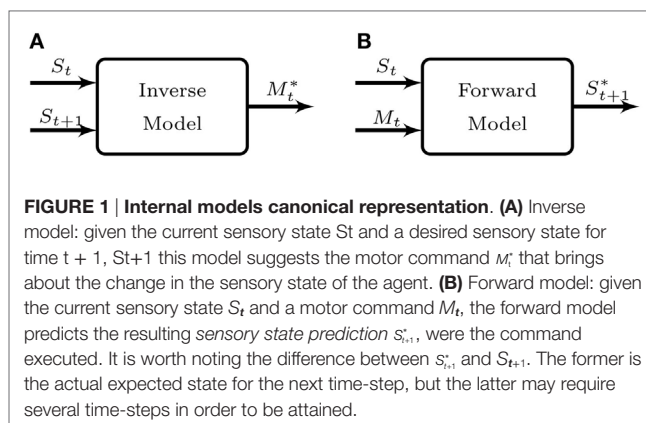 A
B
S_t
S_{t+1}
Inverse
Model
M_t^*
S_t
M_t
Forward
Model
S_{t+1}^*
FIGURE 1 | Internal models canonical representation. (A) Inverse
model: given the current sensory state St and a desired sensory state for
time t + 1, St+1 this model suggests the motor command M_t^* that brings
about the change in the sensory state of the agent. (B) Forward model: given
the current sensory state S_t and a motor command M_t, the forward model
predicts the resulting sensory state prediction S_{t+1}^*, were the command
executed. It is worth noting the difference between S_{t+1}^* and S_{t+1}. The former is
the actual expected state for the next time-step, but the latter may require
several time-steps in order to be attained.